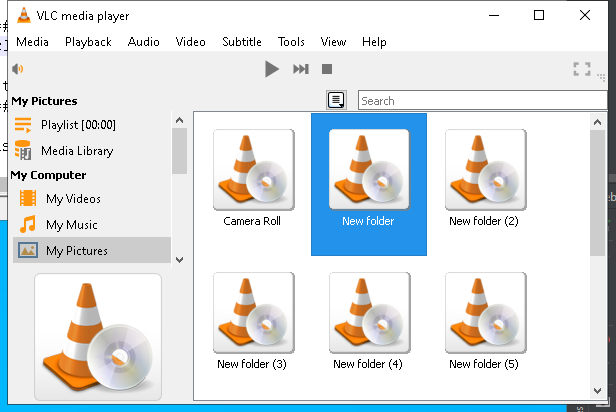 VLC media player
Media Playback Audio Video Subtitle Tools View Help
My Pictures
Playlist [00:00]
Media Library
My Computer
My Videos
My Music
My Pictures
Search
Camera Roll
New folder
New folder (2)
New folder (3)
New folder (4)
New folder (5)